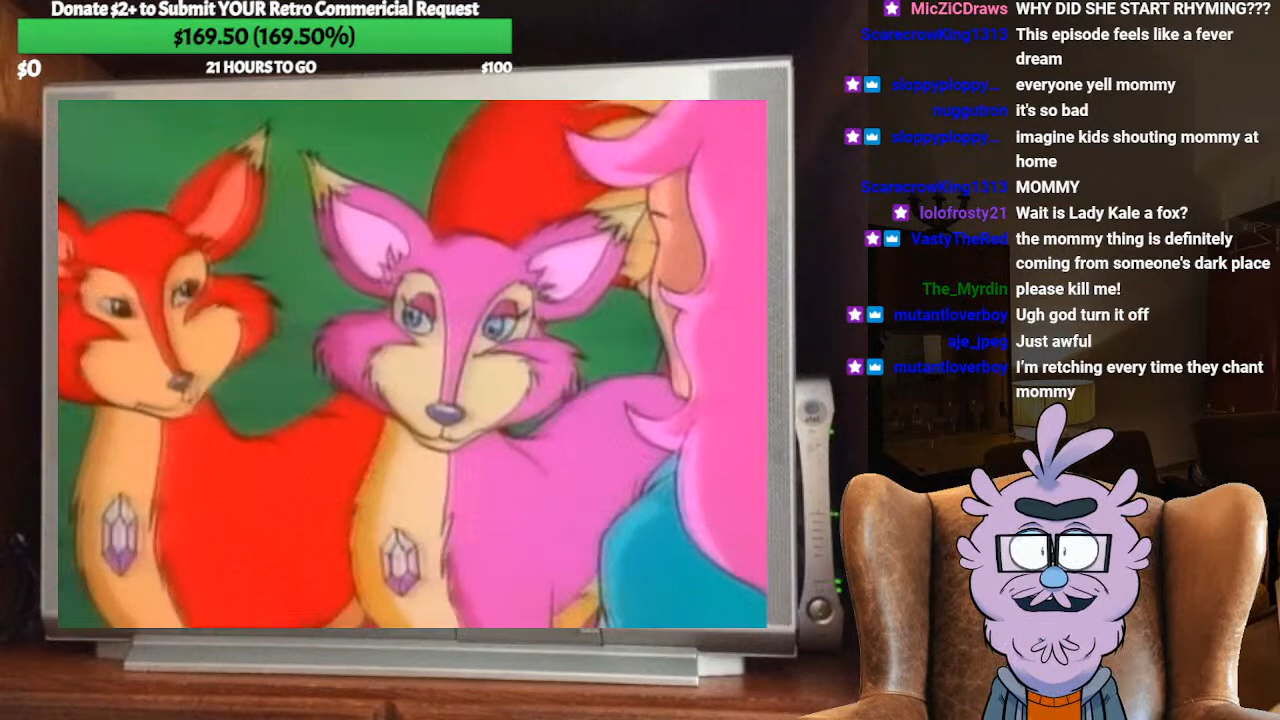 Donate $2+ to Submit YOUR Retro Commericial Request
$169.50 (169.50%)
$0
21 HOURS TO GO
$100
MicZiCDraws WHY DID SHE START RHYMING???
ScarecrowKing1313 This episode feels like a fever
dream
sloppyploppy... everyone yell mommy
nuggutron it's so bad
sloppyploppy... imagine kids shouting mommy at
home
ScarecrowKing1313 MOMMY
lolofrosty21 Wait is Lady Kale a fox?
VastyTheRed the mommy thing is definitely
coming from someone's dark place
The_Myrdin please kill me!
mutantloverboy Ugh god turn it off
aje_jpeg Just awful
mutantloverboy I'm retching every time they chant
mommy